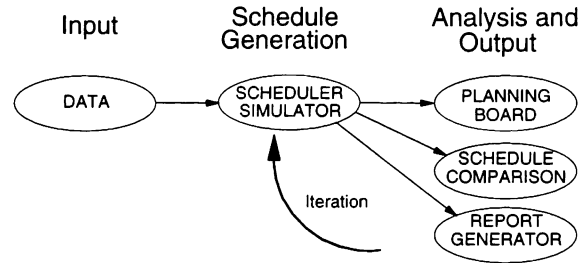 Input
Schedule
Generation
Analysis and
Output
DATA
SCHEDULER
SIMULATOR
PLANNING
BOARD
SCHEDULE
COMPARISON
Iteration
REPORT
GENERATOR